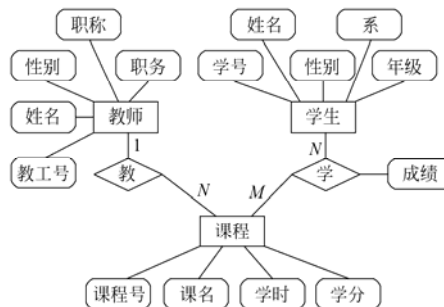 职称
姓名
系
性别
职务
学号
性别
年级
姓名
教师
学生
教工号
1
教
N
学
成绩
N
M
课程
课程号
课名
学时
学分